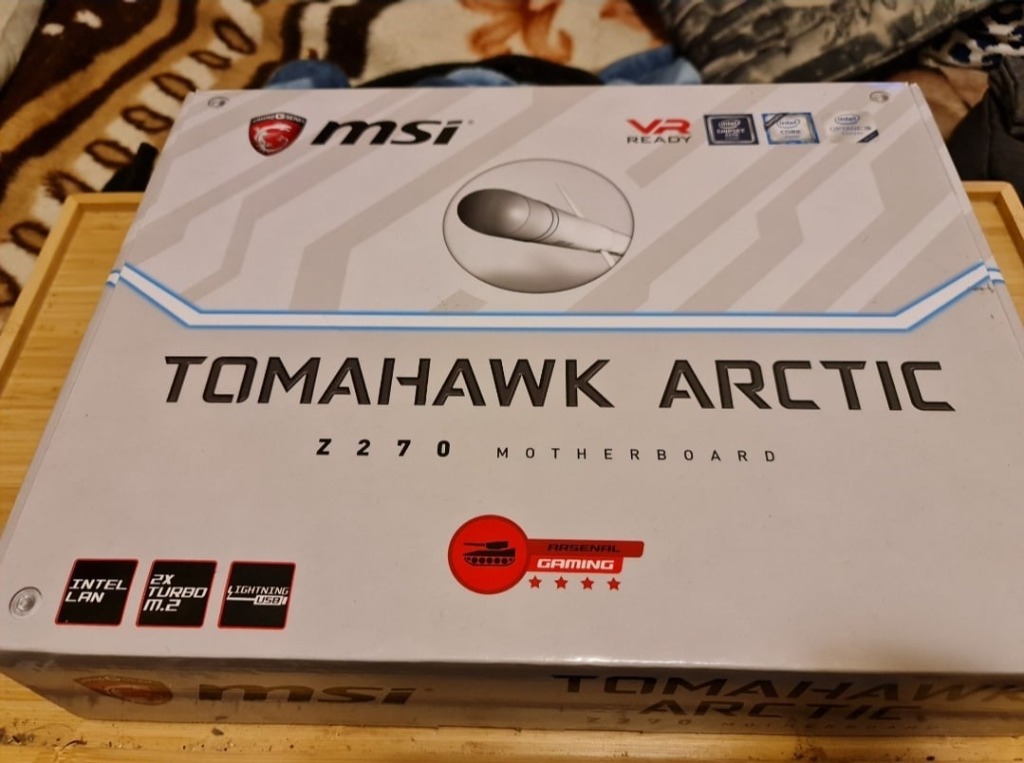 msi
VR
READY
TOMAHAWK ARCTIC
Z270 MOTHERBOARD
ARSENAL
GAMING
INTEL
LAN
2X
TURBO
M.2
LIGHTNING
USB
msi
TOMAHAWK
ARCTIC
Z270